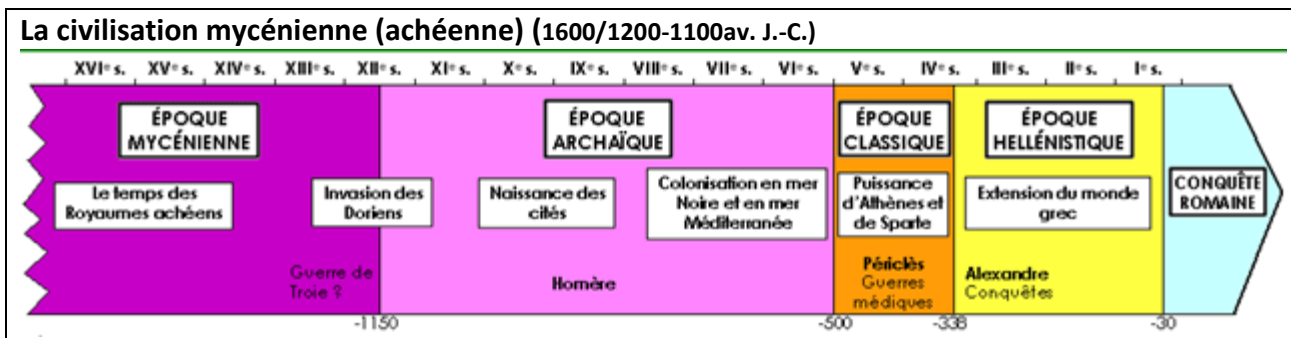 La civilisation mycénienne (achéenne) (1600/1200-1100av. J.-C.)
XVIe s. XVe s. XIVe s. XIIIe s. XIIe s. XIe s. Xe s. IXe s. VIIIe s. VIIe s. VIe s. Ve s. IVe s. IIIe s. IIe s. Ie s.
ÉPOQUE
MYCÉNIENNE
ÉPOQUE
ARCHAÏQUE
ÉPOQUE
CLASSIQUE
ÉPOQUE
HELLÉNISTIQUE
Le temps des
Royaumes achéens
Invasion des
Doriens
Naissance des
cités
Colonisation en mer
Noire et en mer
Méditerranée
Puissance
d'Athènes et
de Sparte
Extension du monde
grec
CONQUÊTE
ROMAINE
Guerre de
Troie ?
Homère
Périclès
Guerres
médiques
Alexandre
Conquêtes
-1150 -500 -338 -30